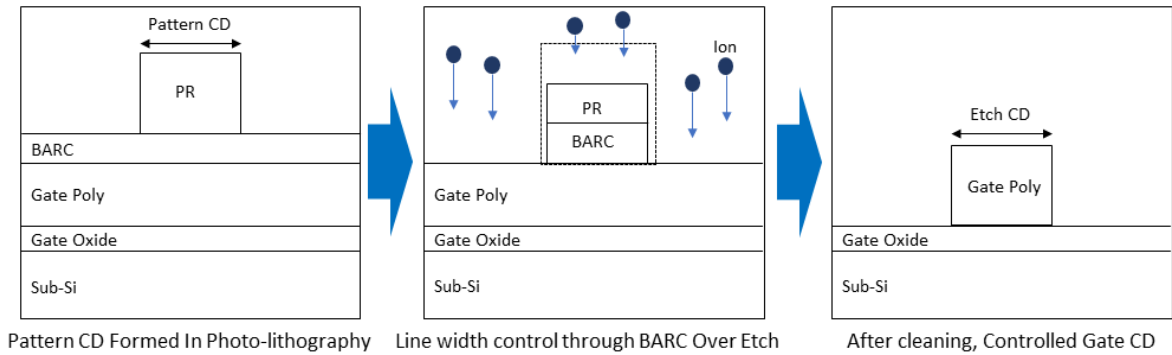 Pattern CD
PR
BARC
Gate Poly
Gate Oxide
Sub-Si
Pattern CD Formed In Photo-lithography
Ion
PR
BARC
Gate Poly
Gate Oxide
Sub-Si
Line width control through BARC Over Etch
Etch CD
Gate Poly
Gate Oxide
Sub-Si
After cleaning, Controlled Gate CD